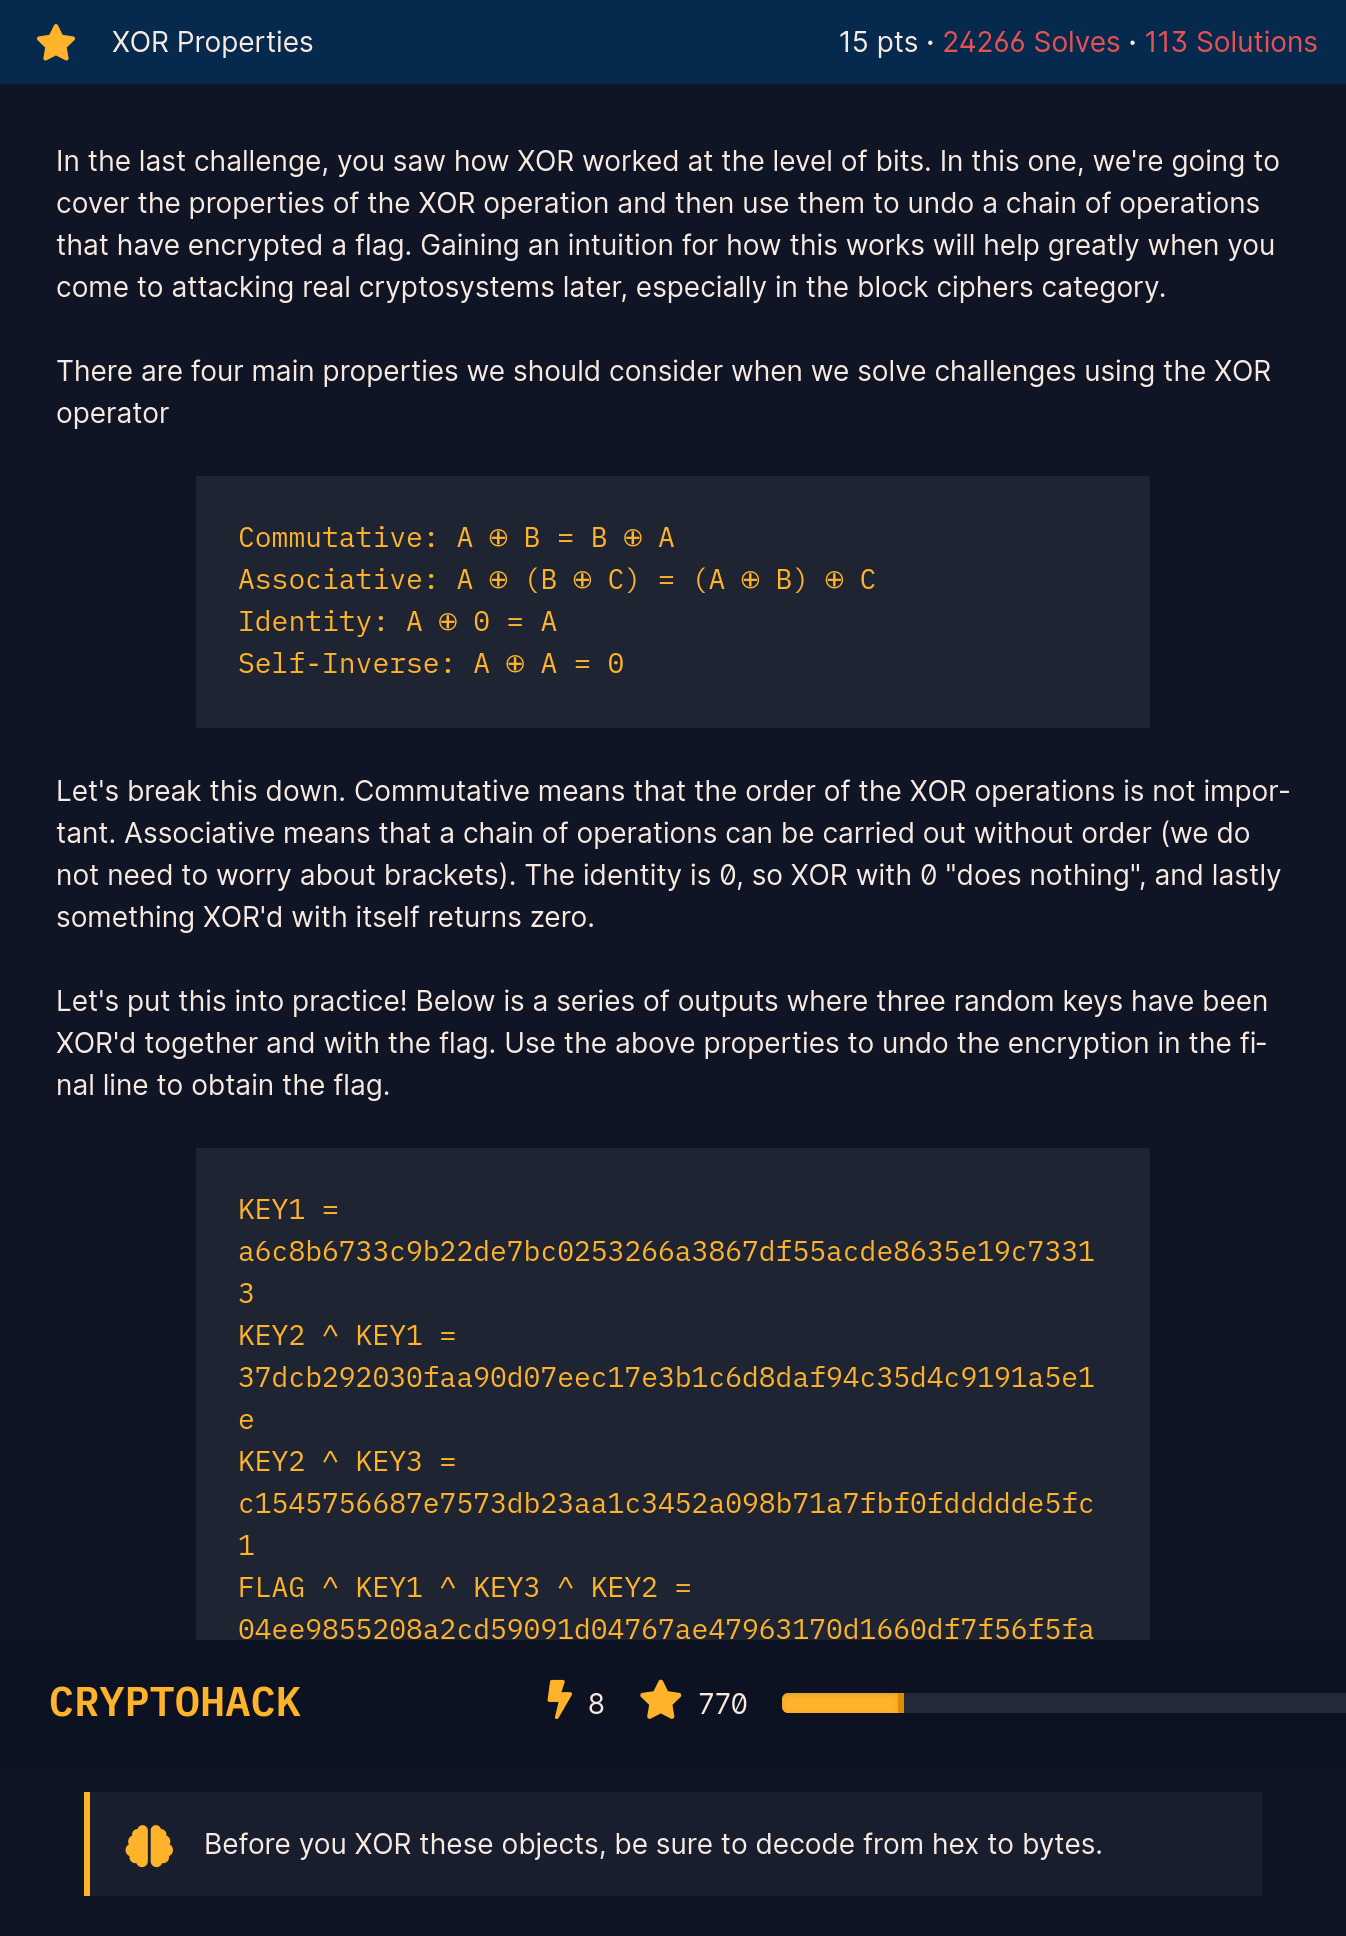 XOR Properties
15 pts · 24266 Solves · 113 Solutions
In the last challenge, you saw how XOR worked at the level of bits. In this one, we're going to
cover the properties of the XOR operation and then use them to undo a chain of operations
that have encrypted a flag. Gaining an intuition for how this works will help greatly when you
come to attacking real cryptosystems later, especially in the block ciphers category.
There are four main properties we should consider when we solve challenges using the XOR
operator
Commutative: A ⊕ B = B ⊕ A
Associative: A ⊕ (B ⊕ C) = (A ⊕ B) ⊕ C
Identity: A ⊕ 0 = A
Self-Inverse: A ⊕ A = 0
Let's break this down. Commutative means that the order of the XOR operations is not impor-
tant. Associative means that a chain of operations can be carried out without order (we do
not need to worry about brackets). The identity is 0, so XOR with 0 "does nothing", and lastly
something XOR'd with itself returns zero.
Let's put this into practice! Below is a series of outputs where three random keys have been
XOR'd together and with the flag. Use the above properties to undo the encryption in the fi-
nal line to obtain the flag.
KEY1 =
a6c8b6733c9b22de7bc0253266a3867df55acde8635e19c7331
3
KEY2 ^ KEY1 =
37dcb292030faa90d07eec17e3b1c6d8daf94c35d4c9191a5e1
e
KEY2 ^ KEY3 =
c1545756687e7573db23aa1c3452a098b71a7fbf0fddddde5fc
1
FLAG ^ KEY1 ^ KEY3 ^ KEY2 =
04ee9855208a2cd59091d04767ae47963170d1660df7f56f5fa
CRYPTOHACK
8
770
Before you XOR these objects, be sure to decode from hex to bytes.